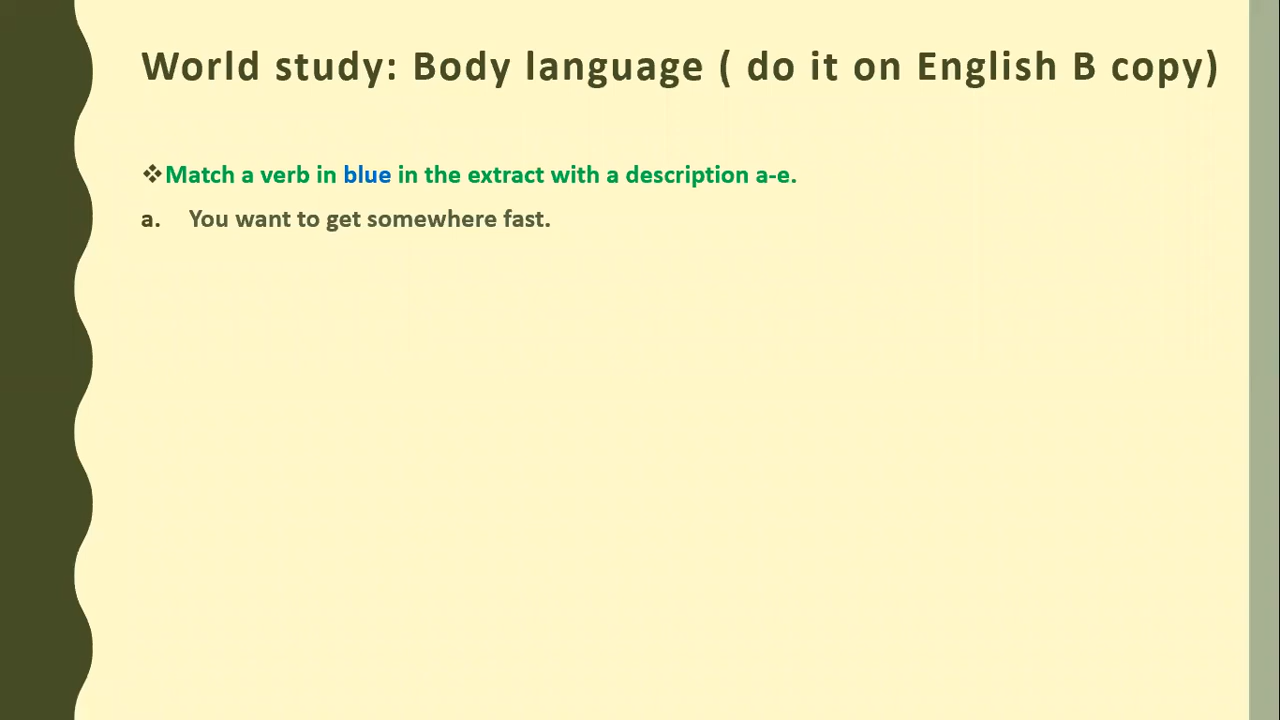 World study: Body language ( do it on English B copy)
❖Match a verb in blue in the extract with a description a-e.
a. You want to get somewhere fast.